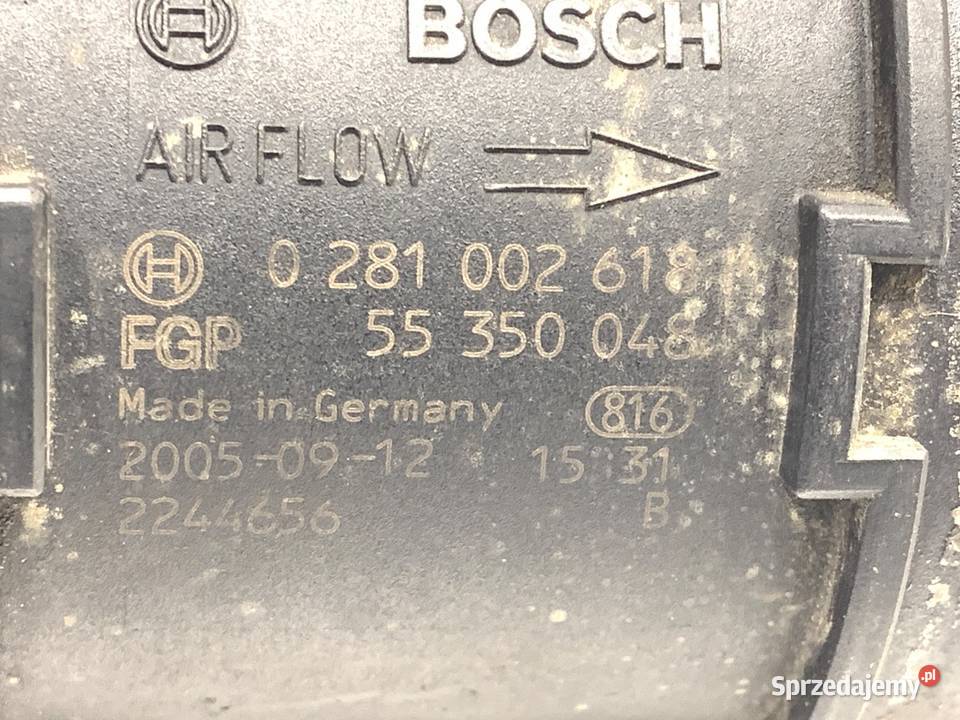 BOSCH
AIR FLOW
0 281 002 618
FGP 55 350 048
Made in Germany 816
2005-09-12 15:31
2244656 B
Sprzedajemy.pl